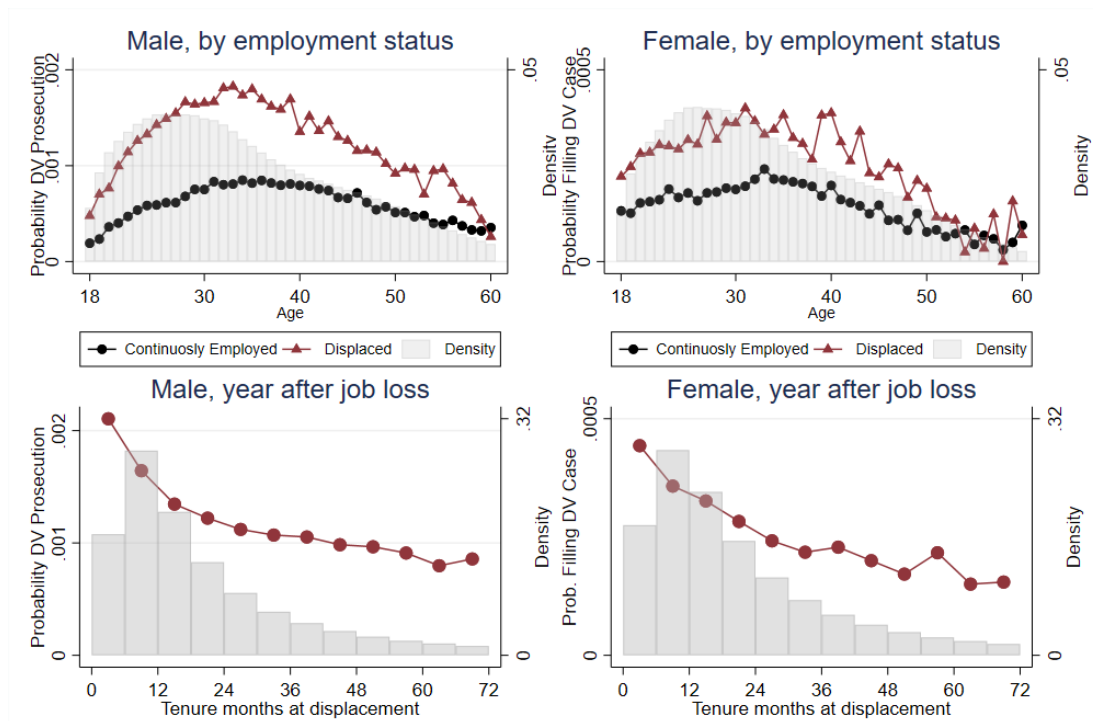 Male, by employment status
Probability DV Prosecution
.002
.001
0
.05
Density
18
30
40
50
60
Age
Continuosly Employed
Displaced
Density
Female, by employment status
Probability Filling DV Case
.0005
0
.05
Density
18
30
40
50
60
Age
Continuosly Employed
Displaced
Density
Male, year after job loss
Probability DV Prosecution
.002
.001
0
.32
0
Density
0
12
24
36
48
60
72
Tenure months at displacement
Female, year after job loss
Prob. Filling DV Case
.0005
0
.32
0
Density
0
12
24
36
48
60
72
Tenure months at displacement